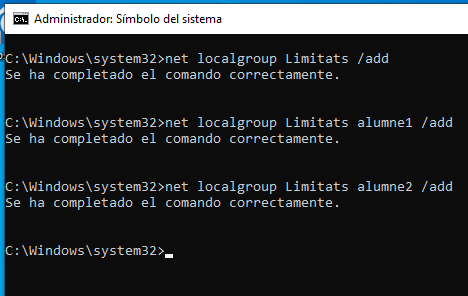 Administrador: Símbolo del sistema
C:\Windows\system32>net localgroup Limitats /add
Se ha completado el comando correctamente.
C:\Windows\system32>net localgroup Limitats alumne1 /add
Se ha completado el comando correctamente.
C:\Windows\system32>net localgroup Limitats alumne2 /add
Se ha completado el comando correctamente.
C:\Windows\system32>